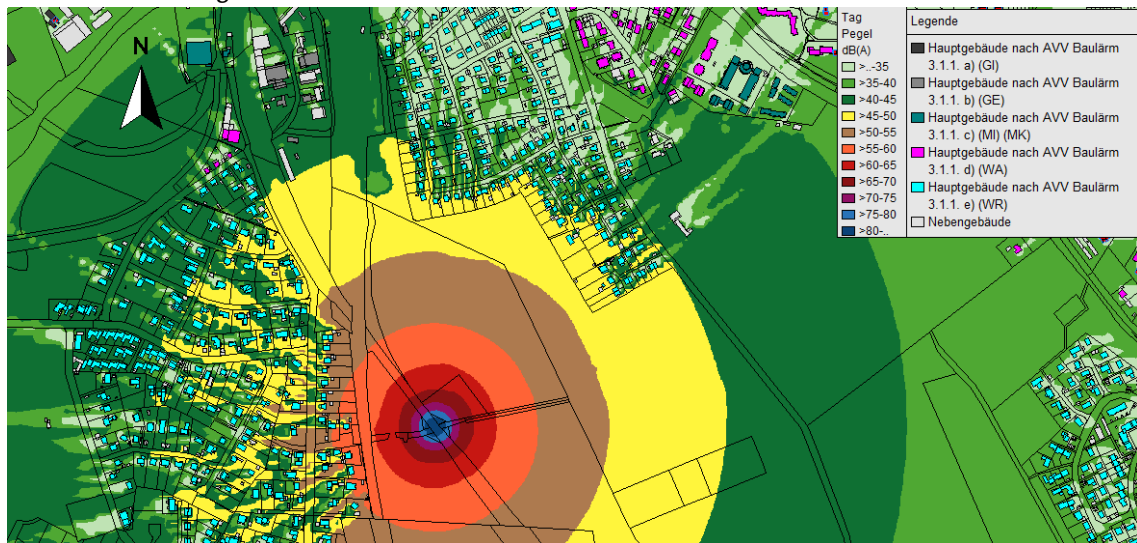 N
Tag
Pegel
dB(A)
>..-35
>35-40
>40-45
>45-50
>50-55
>55-60
>60-65
>65-70
>70-75
>75-80
>80-..
Legende
Hauptgebäude nach AVV Baulärm
3.1.1. a) (GI)
Hauptgebäude nach AVV Baulärm
3.1.1. b) (GE)
Hauptgebäude nach AVV Baulärm
3.1.1. c) (MI) (MK)
Hauptgebäude nach AVV Baulärm
3.1.1. d) (WA)
Hauptgebäude nach AVV Baulärm
3.1.1. e) (WR)
Nebengebäude